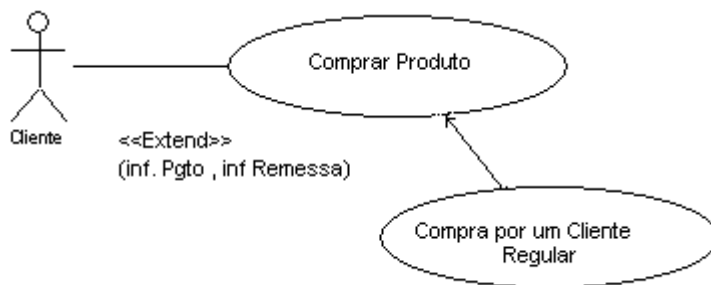 Comprar Produto
Cliente
<<Extend>>
(inf. Pgto , inf Remessa)
Compra por um Cliente
Regular